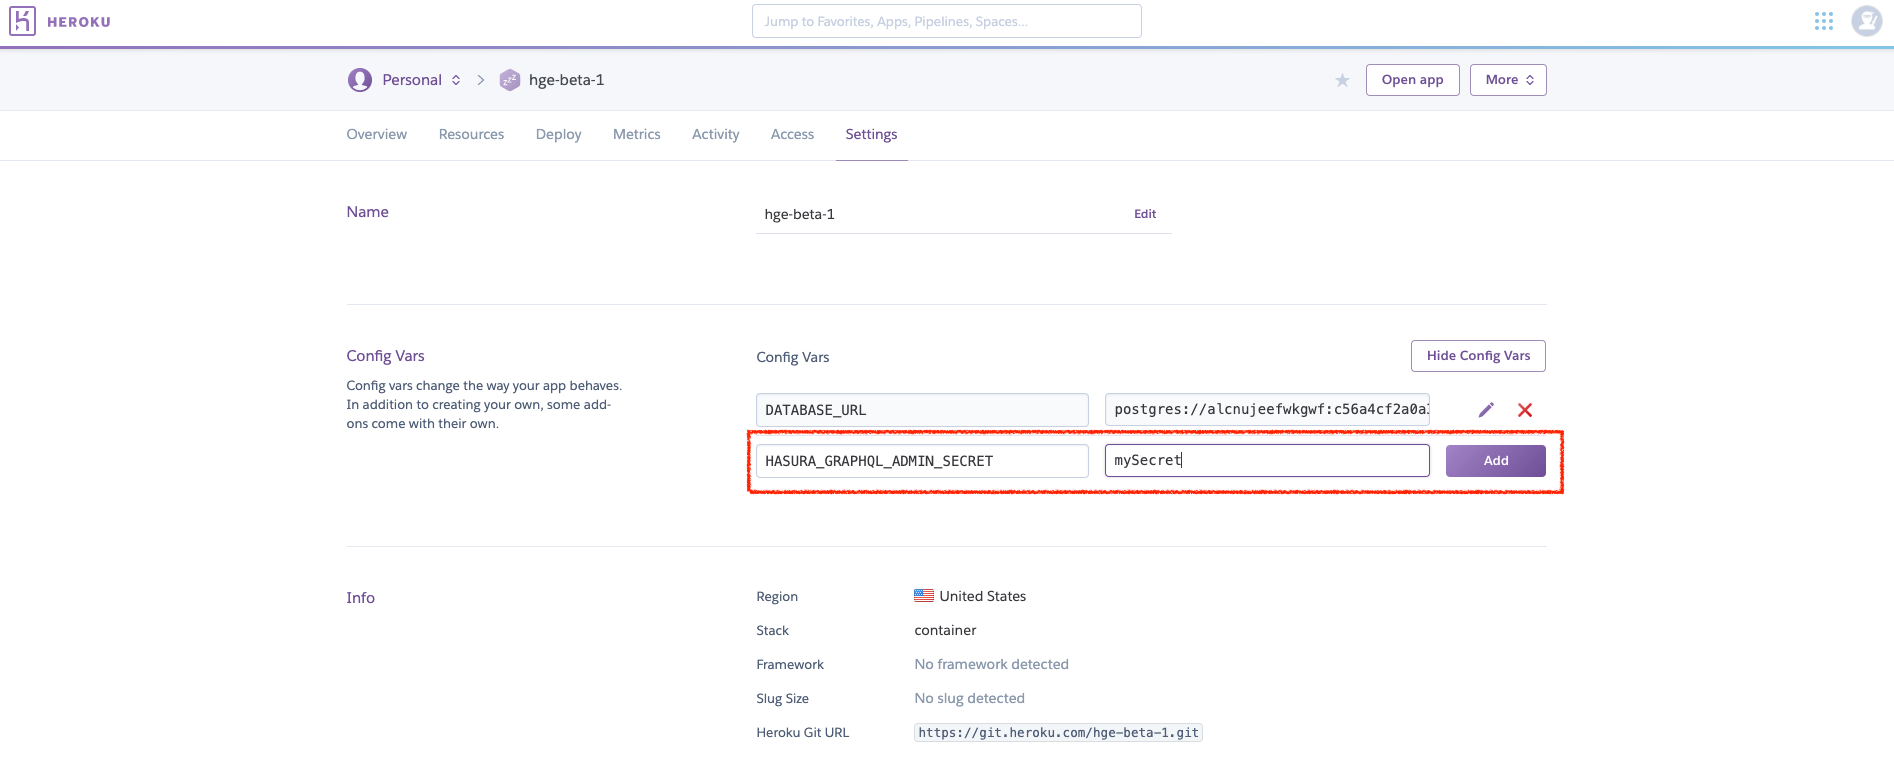 HEROKU
Jump to Favorites, Apps, Pipelines, Spaces...
Personal
hge-beta-1
Open app
More
Overview
Resources
Deploy
Metrics
Activity
Access
Settings
Name
hge-beta-1
Edit
Config Vars
Config vars change the way your app behaves.
In addition to creating your own, some add-
ons come with their own.
Config Vars
Hide Config Vars
DATABASE_URL
postgres://alcnujeefwkgwf:c56a4cf2a0a
HASURA_GRAPHQL_ADMIN_SECRET
mySecret
Add
Info
Region
United States
Stack
container
Framework
No framework detected
Slug Size
No slug detected
Heroku Git URL
https://git.heroku.com/hge-beta-1.git